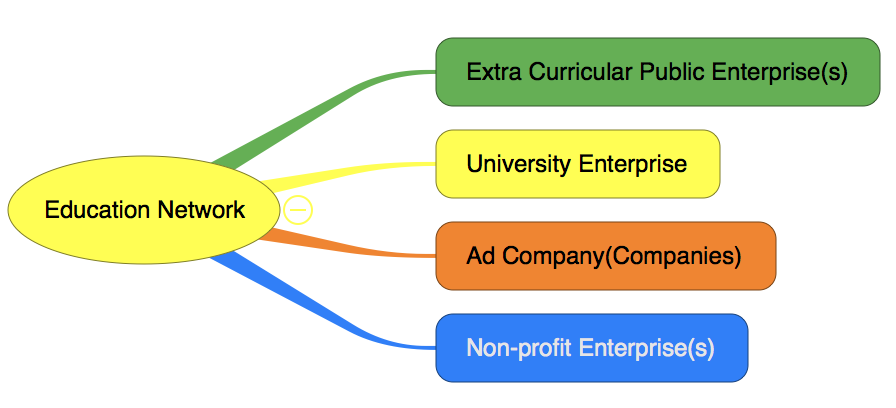 Extra Curricular Public Enterprise(s)
University Enterprise
Education Network
Ad Company(Companies)
Non-profit Enterprise(s)